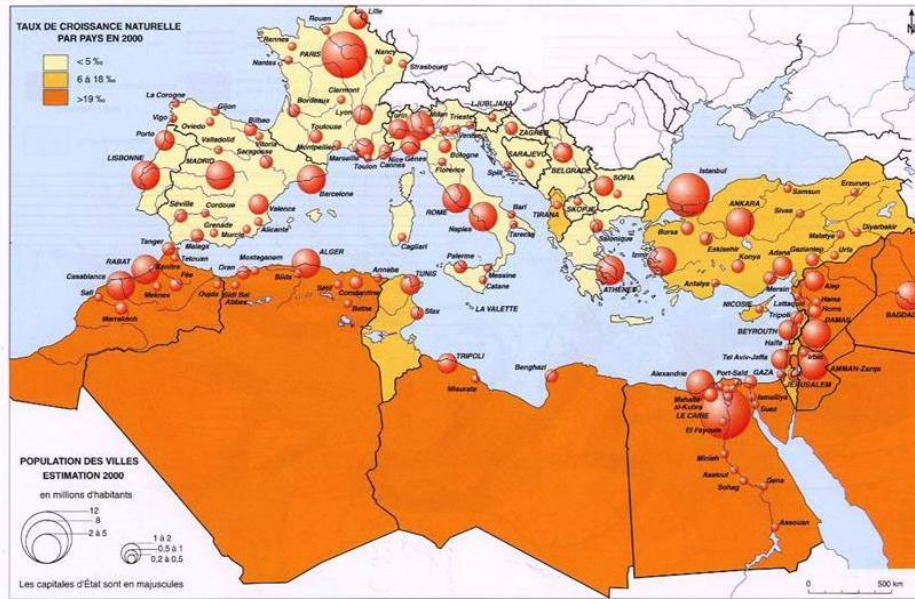 TAUX DE CROISSANCE NATURELLE
PAR PAYS EN 2000
< 5 ‰
6 à 18 ‰
>19 ‰
N
Lille
Rouen
Rennes
PARIS
Nancy
Nantes
Strasbourg
Clermont
La Corogne
Gijon
Bordeaux
Lyon
Turin
Milan
Trieste
LJUBLJANA
Vigo
Oviedo
Bilbao
Toulouse
Venise
ZAGREB
Porto
Valladolid
Vitoria
Montpellier
Saragosse
Marseille
Toulon
Cannes
Nice
Gênes
Bologne
SARAJEVO
BELGRADE
LISBONNE
MADRID
Florence
Split
SOFIA
Istanbul
Samsun
Erzurum
Barcelone
ROME
TIRANA
SKOPJE
ANKARA
Sivas
Séville
Cordoue
Valence
Naples
Bari
Bursa
Malatya
Diyarbakir
Grenade
Murcie
Alicante
Tarente
Salonique
Eskisehir
Gaziantep
Urfa
Tanger
Malaga
Cagliari
Izmir
Konya
Adana
Tetouan
Mostaganem
ALGER
Palerme
Messine
ATHÈNES
Antalya
Mersin
Alep
RABAT
Kenitra
Oran
Blida
Annaba
TUNIS
Catane
NICOSIE
Lattaquié
Hama
Casablanca
Fès
Setif
Constantine
Tripoli
Homs
BAGDAD
Safi
Meknes
Oujda
Sidi Bel
Abbes
Batna
Sfax
LA VALETTE
BEYROUTH
DAMAS
Marrakech
Haïfa
Irbid
TRIPOLI
Benghazi
Tel Aviv-Jaffa
AMMAN-Zarqa
Alexandrie
Port-Saïd
GAZA
JERUSALEM
Misurata
Mahalla
al-Kubra
Ismaïliya
LE CAIRE
Suez
El Fayoum
Minieh
Assiout
Sohag
Qena
Assouan
POPULATION DES VILLES
ESTIMATION 2000
en millions d'habitants
12
8
2 à 5
1 à 2
0,5 à 1
0,2 à 0,5
Les capitales d'État sont en majuscules
0 500 km